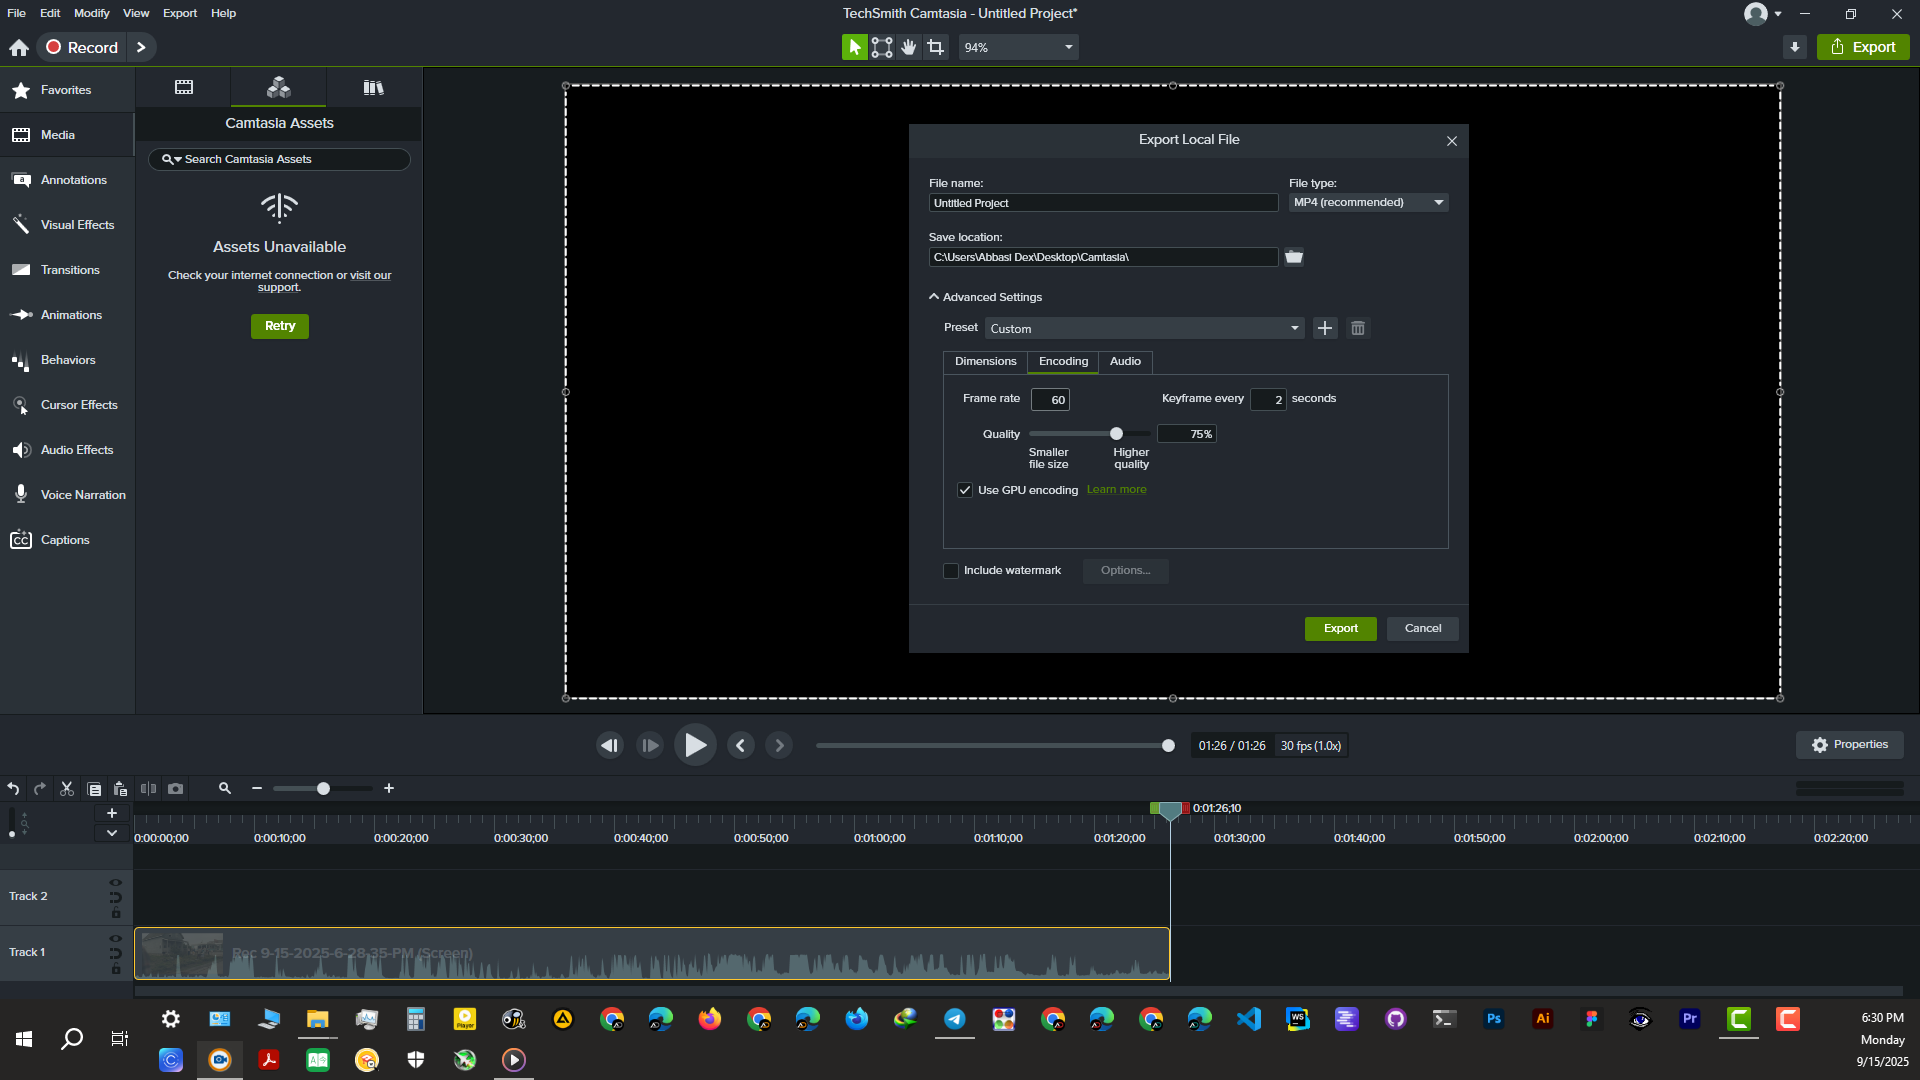 File Edit Modify View Export Help
TechSmith Camtasia - Untitled Project*
Record
94%
Export
Favorites
Media
Annotations
Visual Effects
Transitions
Animations
Behaviors
Cursor Effects
Audio Effects
Voice Narration
Captions
Camtasia Assets
Search Camtasia Assets
Assets Unavailable
Check your internet connection or visit our
support.
Retry
Export Local File
File name:
File type:
Untitled Project
MP4 (recommended)
Save location:
C:\Users\Abbasi Dex\Desktop\Camtasia\
Advanced Settings
Preset
Custom
Dimensions Encoding Audio
Frame rate 60
Keyframe every 2 seconds
Quality 75%
Smaller
file size
Higher
quality
Use GPU encoding Learn more
Include watermark Options...
Export Cancel
01:26 / 01:26 30 fps (1.0x)
Properties
0:01:26;10
0:00:00;00 0:00:10;00 0:00:20;00 0:00:30;00 0:00:40;00 0:00:50;00 0:01:00;00 0:01:10;00 0:01:20;00 0:01:30;00 0:01:40;00 0:01:50;00 0:02:00;00 0:02:10;00 0:02:20;00
Track 2
Track 1
Rec 9-15-2025-6-28-35-PM (Screen)
Player
WS
Ps
Ai
Pr
6:30 PM
Monday
9/15/2025